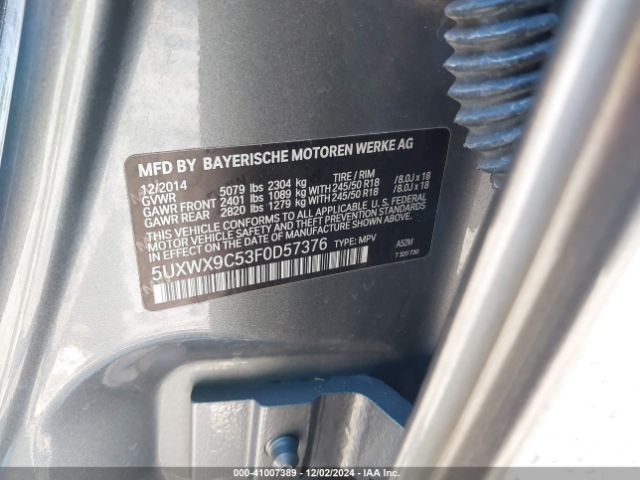 MFD BY BAYERISCHE MOTOREN WERKE AG
12/2014 TIRE / RIM
GVWR 5079 lbs 2304 kg
GAWR FRONT 2401 lbs 1089 kg WITH 245/50 R18 /8.0J x 18
GAWR REAR 2820 lbs 1279 kg WITH 245/50 R18 /8.0J x 18
THIS VEHICLE CONFORMS TO ALL APPLICABLE U.S. FEDERAL
MOTOR VEHICLE SAFETY AND THEFT PREVENTION STANDARDS
IN EFFECT ON THE DATE OF MANUFACTURE SHOWN ABOVE.
5UXWX9C53F0D57376 TYPE: MPV A52M
7 320 730
000-41007389 • 12/02/2024 - IAA Inc.